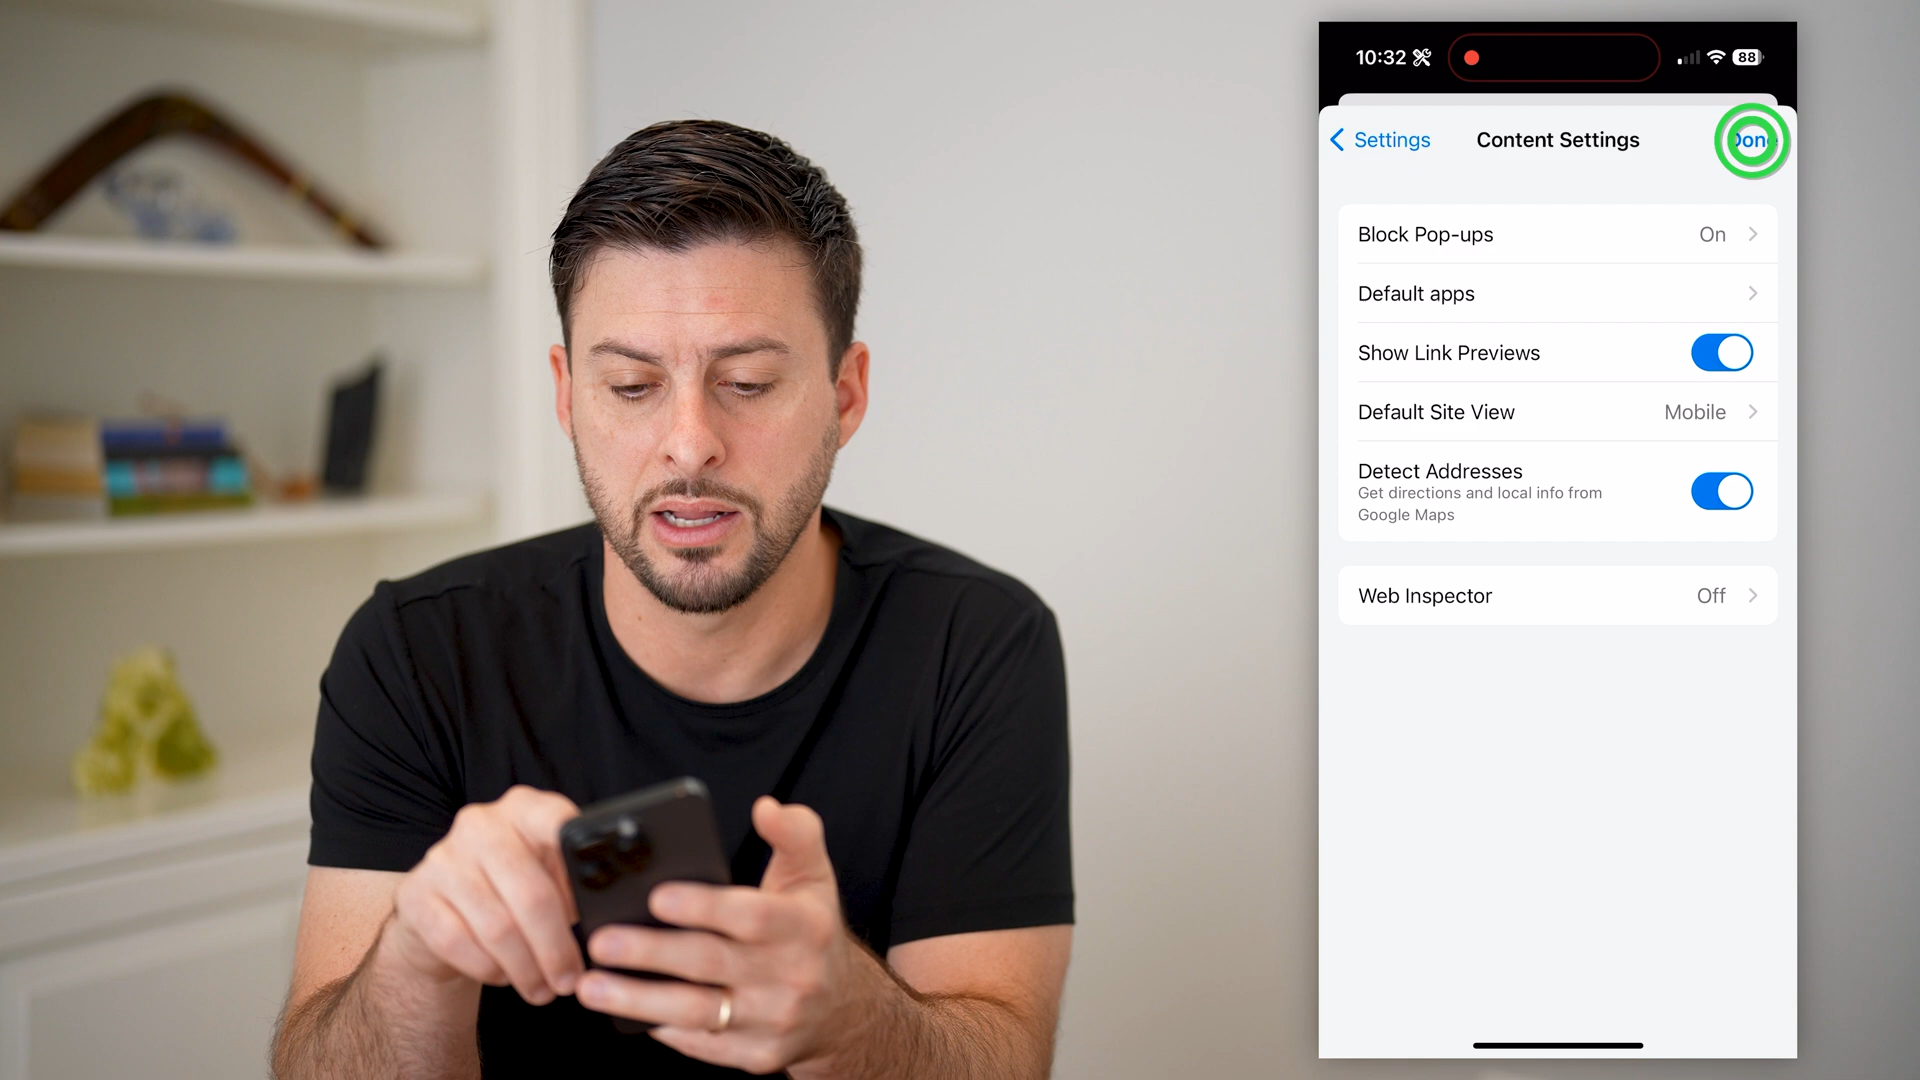 10:32 88
Settings Content Settings Done
Block Pop-ups On
Default apps
Show Link Previews
Default Site View Mobile
Detect Addresses
Get directions and local info from
Google Maps
Web Inspector Off